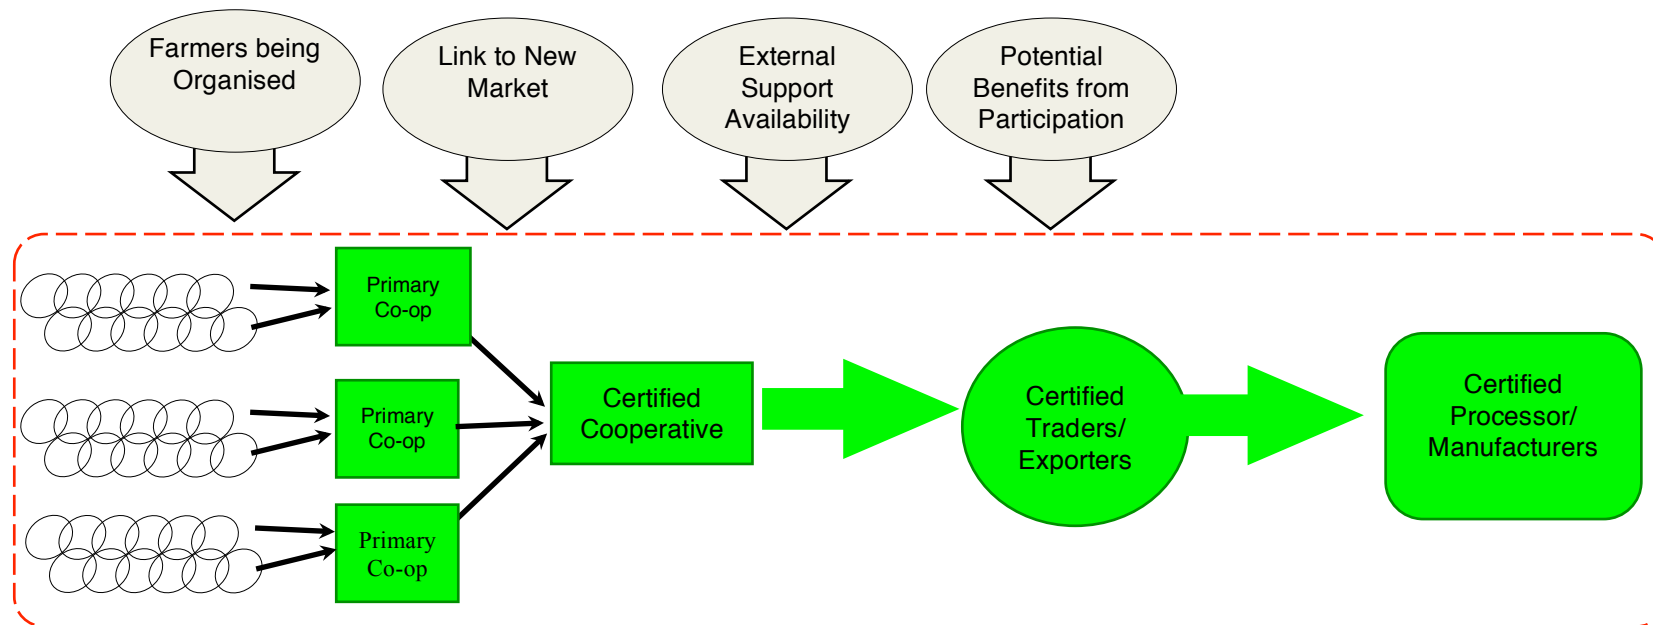 Farmers being
Organised
Link to New
Market
External
Support
Availability
Potential
Benefits from
Participation
Primary
Co-op
Primary
Co-op
Primary
Co-op
Certified
Cooperative
Certified
Traders/
Exporters
Certified
Processor/
Manufacturers